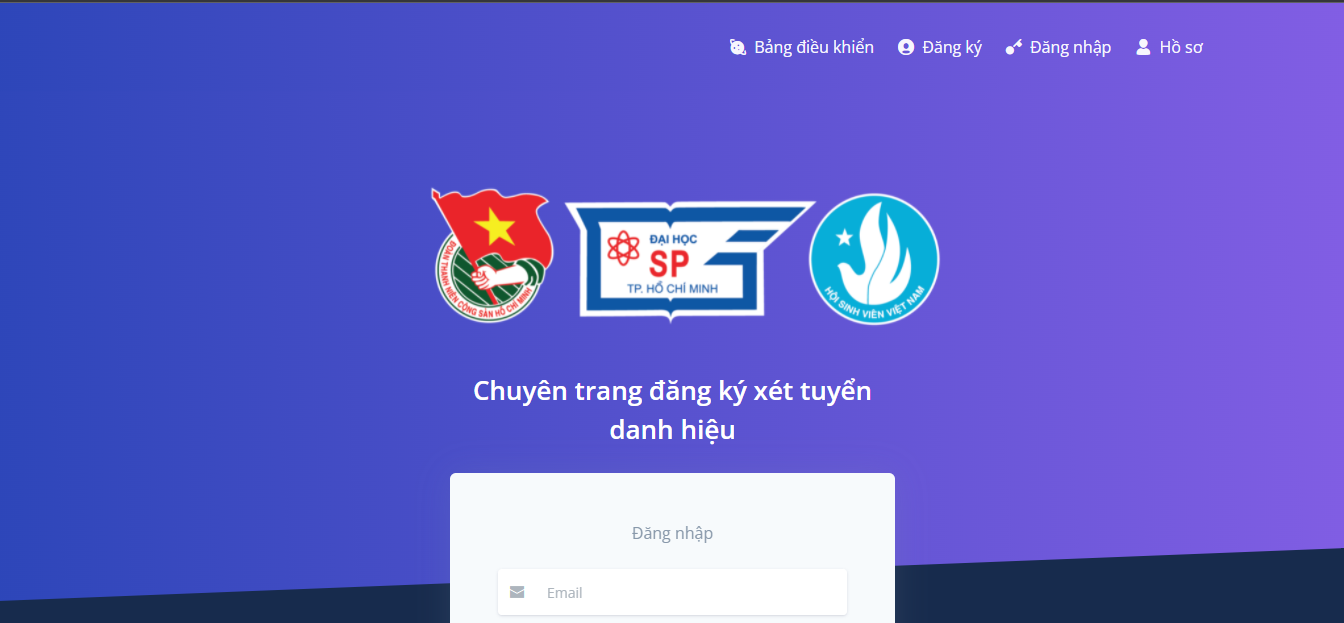 Bảng điều khiển
Đăng ký
Đăng nhập
Hồ sơ
ĐOÀN THANH NIÊN CỘNG SẢN HỒ CHÍ MINH
ĐẠI HỌC
SP
TP. HỒ CHÍ MINH
HỘI SINH VIÊN VIỆT NAM
Chuyên trang đăng ký xét tuyển
danh hiệu
Đăng nhập
Email